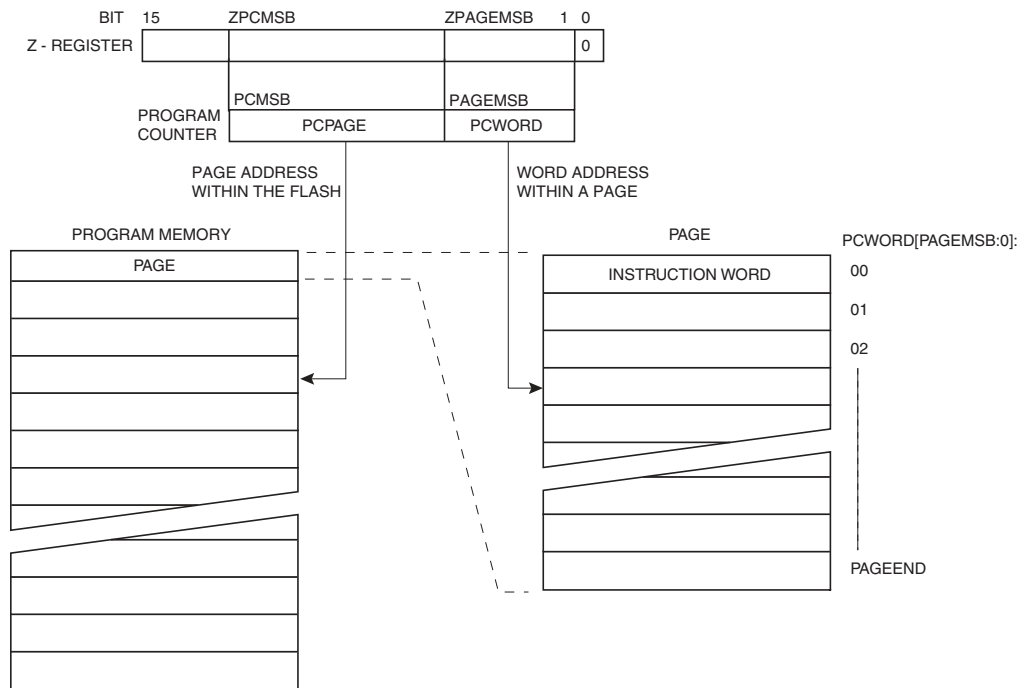 BIT 15 ZPCMSB ZPAGEMSB 1 0
Z - REGISTER 0
PCMSB PAGEMSB
PROGRAM
COUNTER
PCPAGE PCWORD
PAGE ADDRESS
WITHIN THE FLASH
WORD ADDRESS
WITHIN A PAGE
PROGRAM MEMORY
PAGE
PAGE
PCWORD[PAGEMSB:0]:
INSTRUCTION WORD
00
01
02
PAGEEND